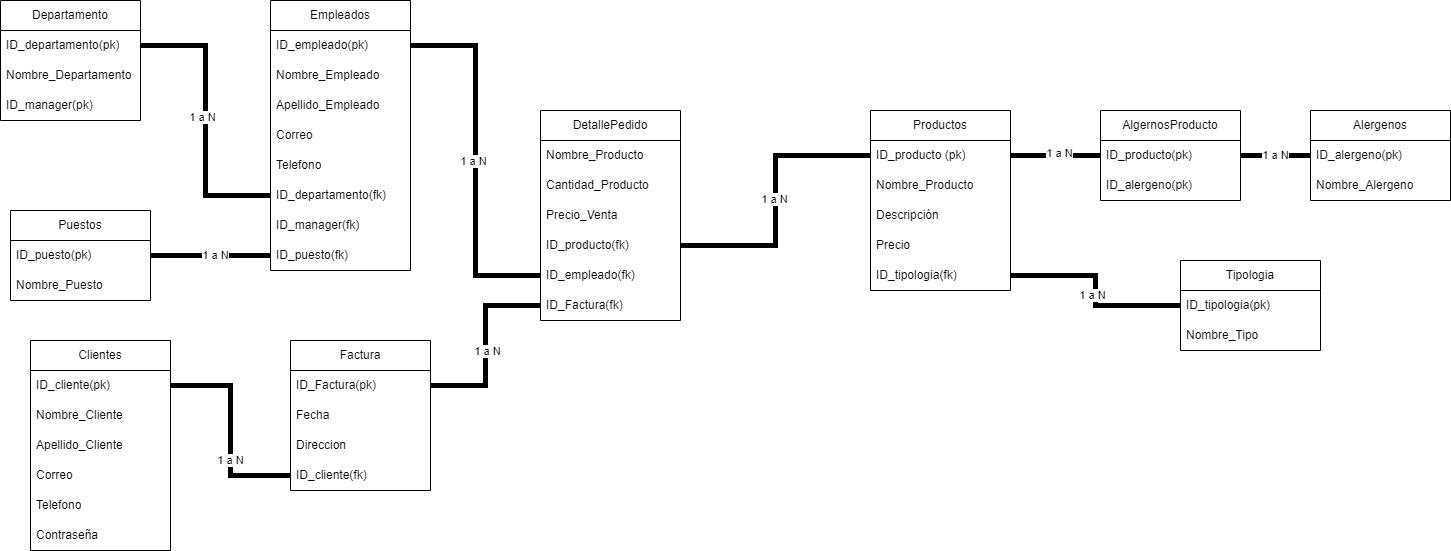 Departamento
ID_departamento(pk)
Nombre_Departamento
ID_manager(pk)
1 a N
Empleados
ID_empleado(pk)
Nombre_Empleado
Apellido_Empleado
Correo
Telefono
ID_departamento(fk)
ID_manager(fk)
ID_puesto(fk)
Puestos
ID_puesto(pk)
Nombre_Puesto
1 a N
1 a N
Clientes
ID_cliente(pk)
Nombre_Cliente
Apellido_Cliente
Correo
Telefono
Contraseña
1 a N
Factura
ID_Factura(pk)
Fecha
Direccion
ID_cliente(fk)
1 a N
DetallePedido
Nombre_Producto
Cantidad_Producto
Precio_Venta
ID_producto(fk)
ID_empleado(fk)
ID_Factura(fk)
1 a N
Productos
ID_producto (pk)
Nombre_Producto
Descripción
Precio
ID_tipologia(fk)
1 a N
AlgernosProducto
ID_producto(pk)
ID_alergeno(pk)
1 a N
Alergenos
ID_alergeno(pk)
Nombre_Alergeno
1 a N
Tipologia
ID_tipologia(pk)
Nombre_Tipo